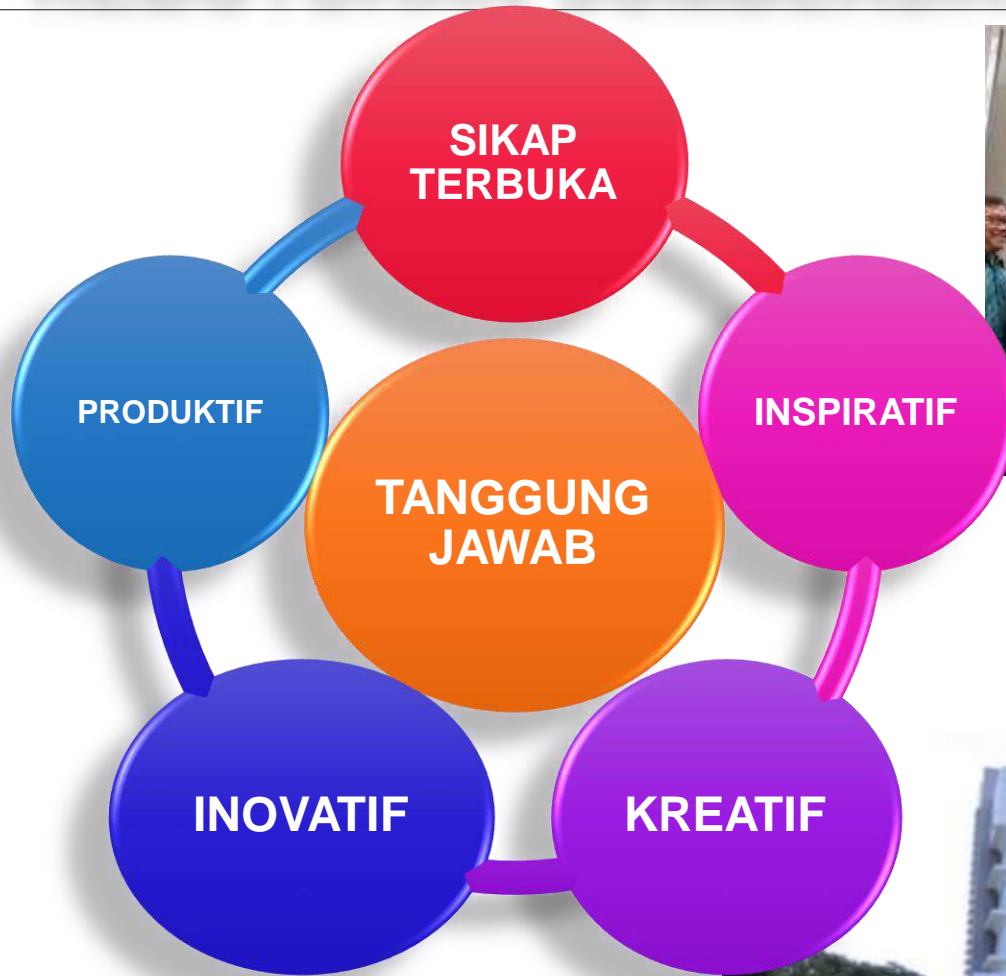 SIKAP
TERBUKA
PRODUKTIF
INSPIRATIF
TANGGUNG
JAWAB
INOVATIF
KREATIF